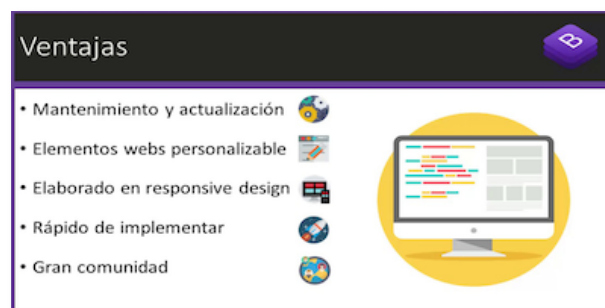 Ventajas
B
• Mantenimiento y actualización
• Elementos webs personalizable
• Elaborado en responsive design
• Rápido de implementar
• Gran comunidad